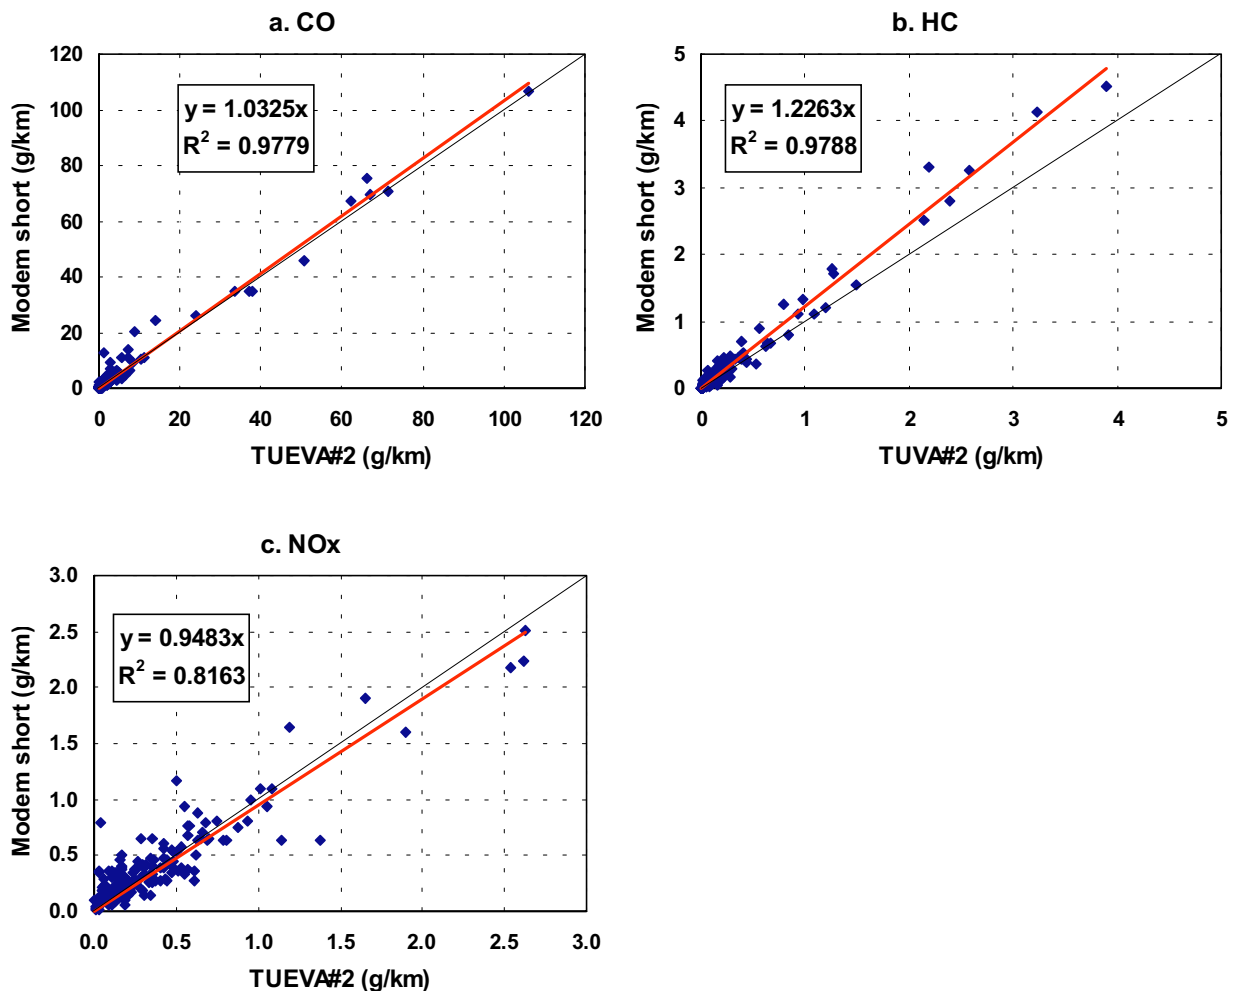 a. CO
120
100
80
60
40
20
0
Modem short (g/km)
y = 1.0325x
R² = 0.9779
0 20 40 60 80 100 120
TUEVA#2 (g/km)
b. HC
5
4
3
2
1
0
Modem short (g/km)
y = 1.2263x
R² = 0.9788
0 1 2 3 4 5
TUVA#2 (g/km)
c. NOx
3.0
2.5
2.0
1.5
1.0
0.5
0.0
Modem short (g/km)
y = 0.9483x
R² = 0.8163
0.0 0.5 1.0 1.5 2.0 2.5 3.0
TUEVA#2 (g/km)